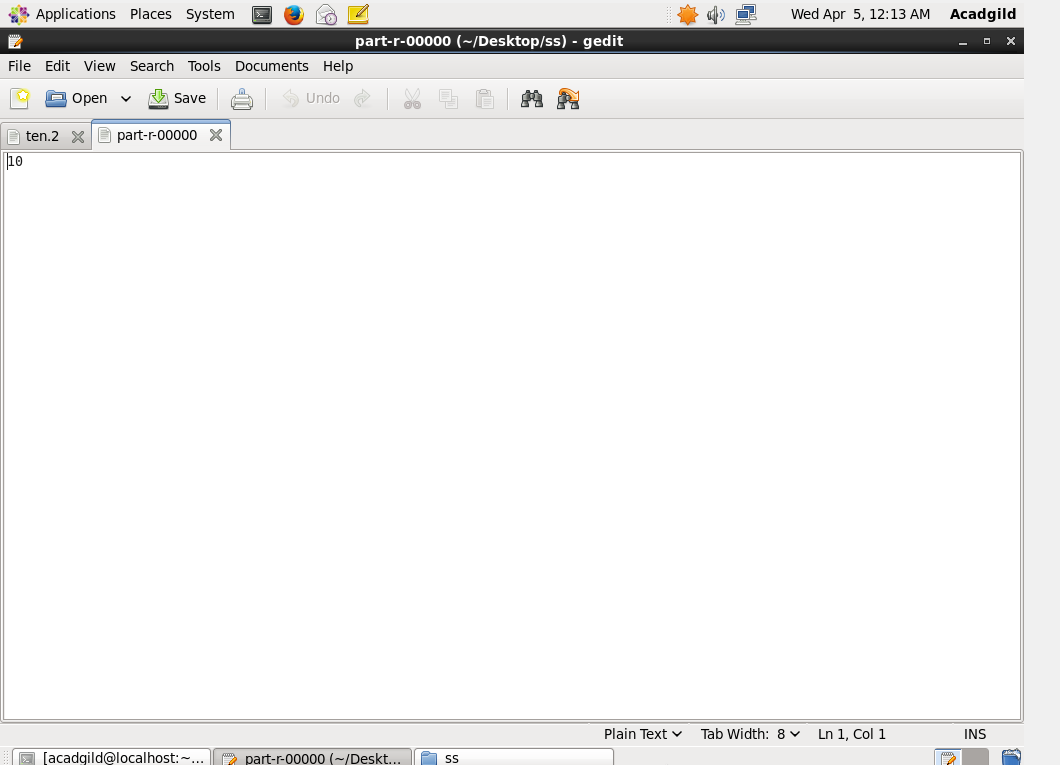 Applications Places System Wed Apr 5, 12:13 AM Acadgild
part-r-00000 (~/Desktop/ss) - gedit
File Edit View Search Tools Documents Help
Open Save Undo
ten.2 part-r-00000
10
Plain Text Tab Width: 8 Ln 1, Col 1 INS
[acadgild@localhost:~... part-r-00000 (~/Deskt... ss